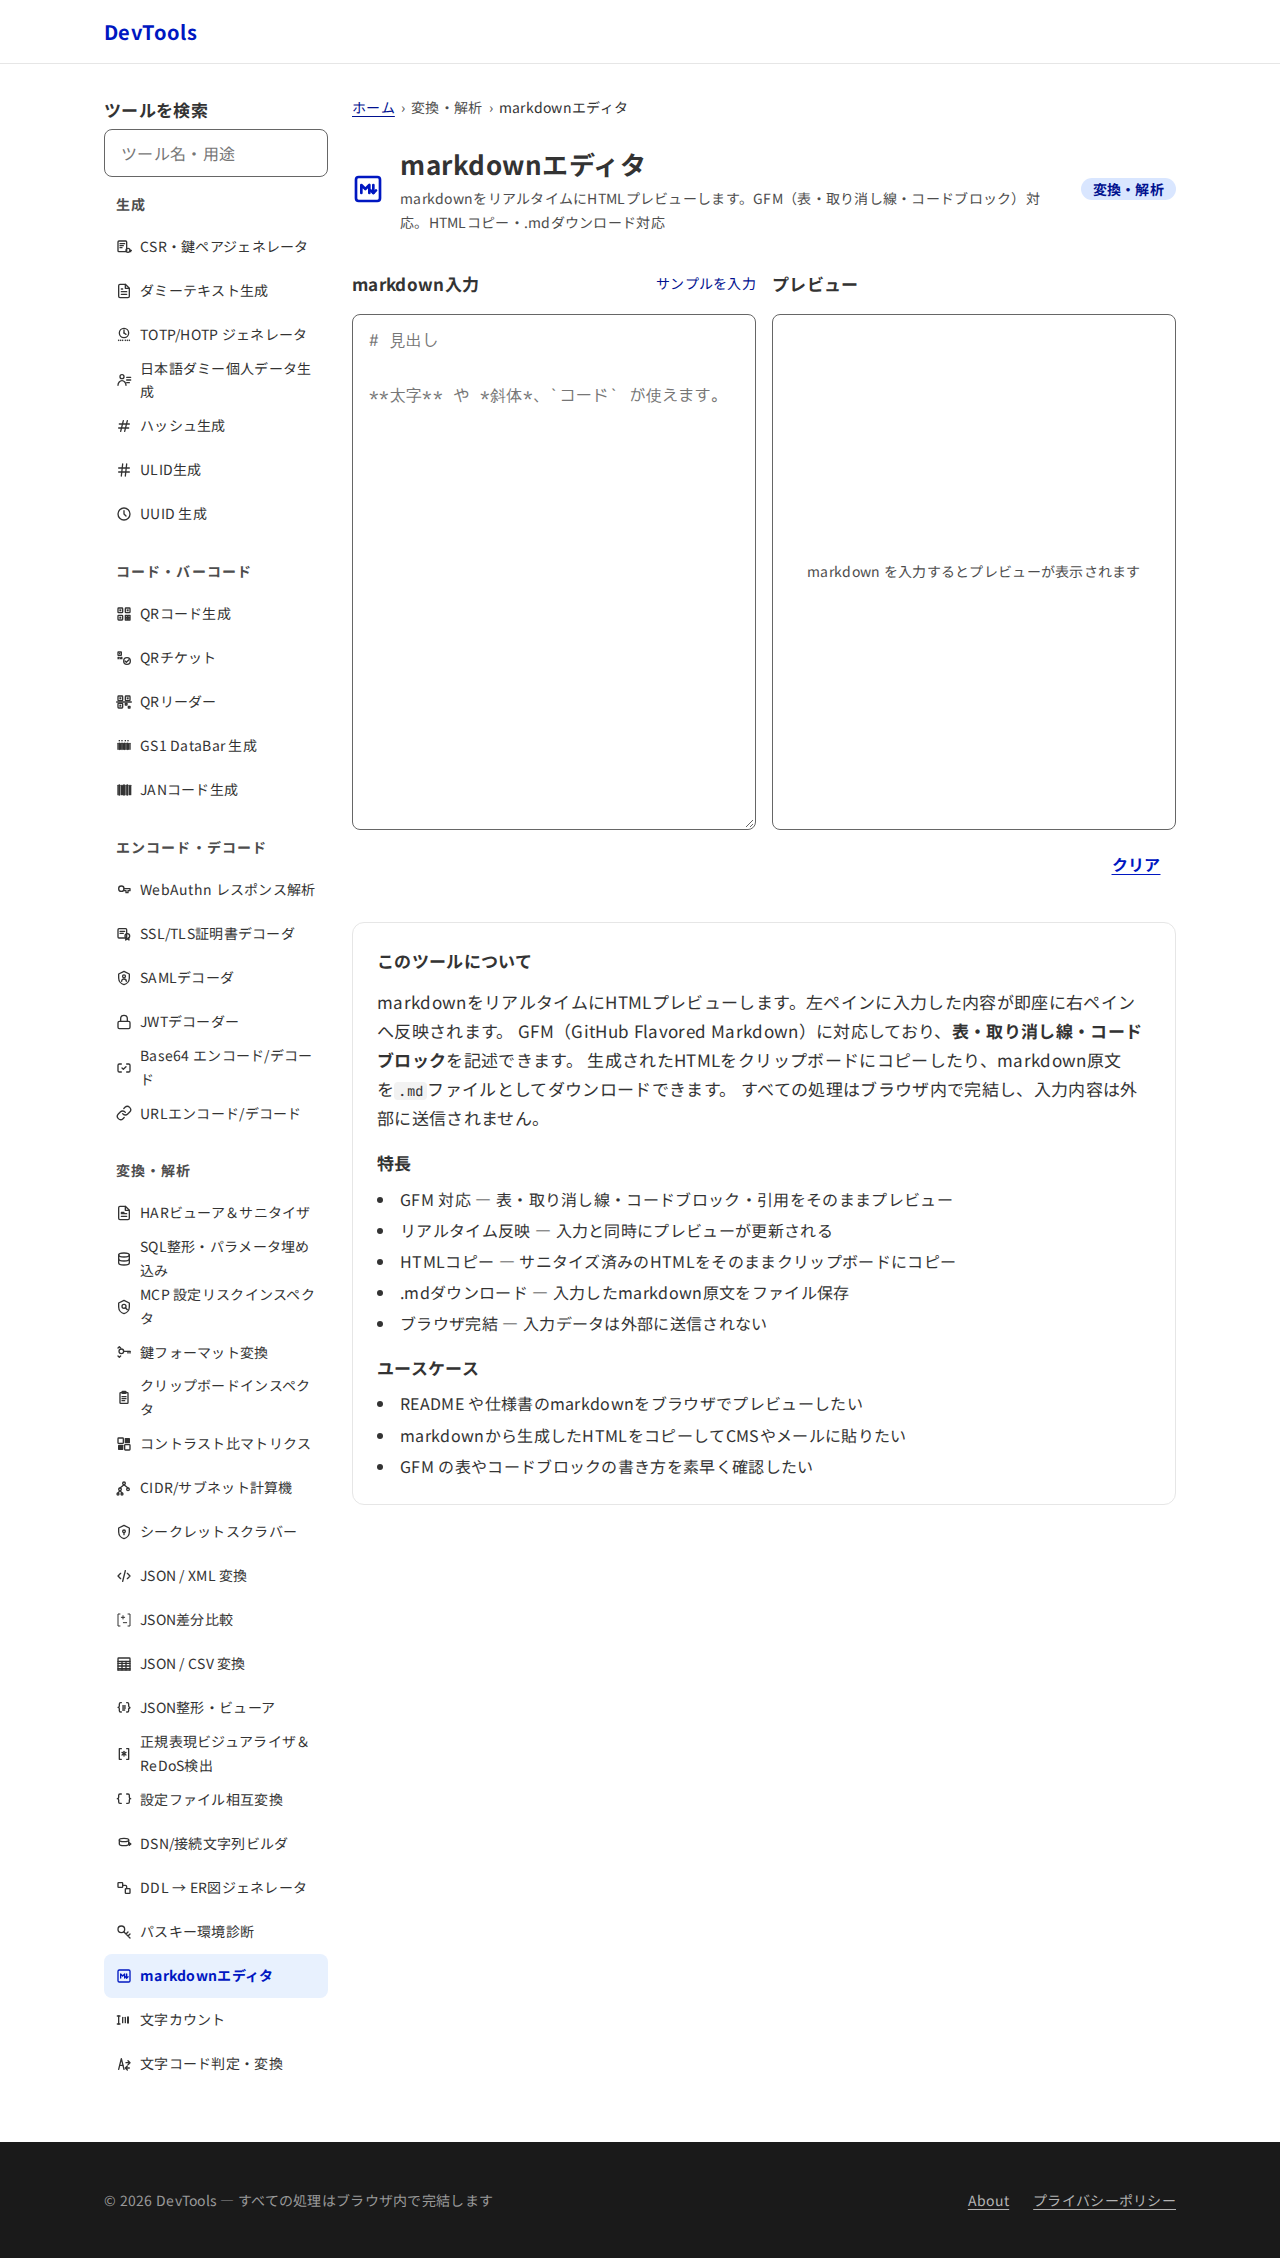 DevTools
ツールを検索
ツール名・用途
生成
CSR・鍵ペアジェネレータ
ダミーテキスト生成
TOTP/HOTP ジェネレータ
日本語ダミー個人データ生
成
ハッシュ生成
ULID生成
UUID 生成
コード・バーコード
QRコード生成
QRチケット
QRリーダー
GS1 DataBar 生成
JANコード生成
エンコード・デコード
WebAuthn レスポンス解析
SSL/TLS証明書デコーダ
SAMLデコーダ
JWTデコーダー
Base64 エンコード/デコー
ド
URLエンコード/デコード
変換・解析
HARビューア＆サニタイザ
SQL整形・パラメータ埋め
込み
MCP 設定リスクインスペク
タ
鍵フォーマット変換
クリップボードインスペク
タ
コントラスト比マトリクス
CIDR/サブネット計算機
シークレットスクラバー
JSON / XML 変換
JSON差分比較
JSON / CSV 変換
JSON整形・ビューア
正規表現ビジュアライザ＆
ReDoS検出
設定ファイル相互変換
DSN/接続文字列ビルダ
DDL → ER図ジェネレータ
パスキー環境診断
markdownエディタ
文字カウント
文字コード判定・変換
ホーム › 変換・解析 › markdownエディタ
markdownエディタ
markdownをリアルタイムにHTMLプレビューします。GFM（表・取り消し線・コードブロック）対
応。HTMLコピー・.mdダウンロード対応
変換・解析
markdown入力
サンプルを入力
プレビュー
# 見出し
**太字** や *斜体*、`コード` が使えます。
markdown を入力するとプレビューが表示されます
クリア
このツールについて
markdownをリアルタイムにHTMLプレビューします。左ペインに入力した内容が即座に右ペイン
へ反映されます。 GFM（GitHub Flavored Markdown）に対応しており、表・取り消し線・コード
ブロックを記述できます。 生成されたHTMLをクリップボードにコピーしたり、markdown原文
を.mdファイルとしてダウンロードできます。 すべての処理はブラウザ内で完結し、入力内容は外
部に送信されません。
特長
• GFM 対応 — 表・取り消し線・コードブロック・引用をそのままプレビュー
• リアルタイム反映 — 入力と同時にプレビューが更新される
• HTMLコピー — サニタイズ済みのHTMLをそのままクリップボードにコピー
• .mdダウンロード — 入力したmarkdown原文をファイル保存
• ブラウザ完結 — 入力データは外部に送信されない
ユースケース
• README や仕様書のmarkdownをブラウザでプレビューしたい
• markdownから生成したHTMLをコピーしてCMSやメールに貼りたい
• GFM の表やコードブロックの書き方を素早く確認したい
© 2026 DevTools — すべての処理はブラウザ内で完結します
About
プライバシーポリシー